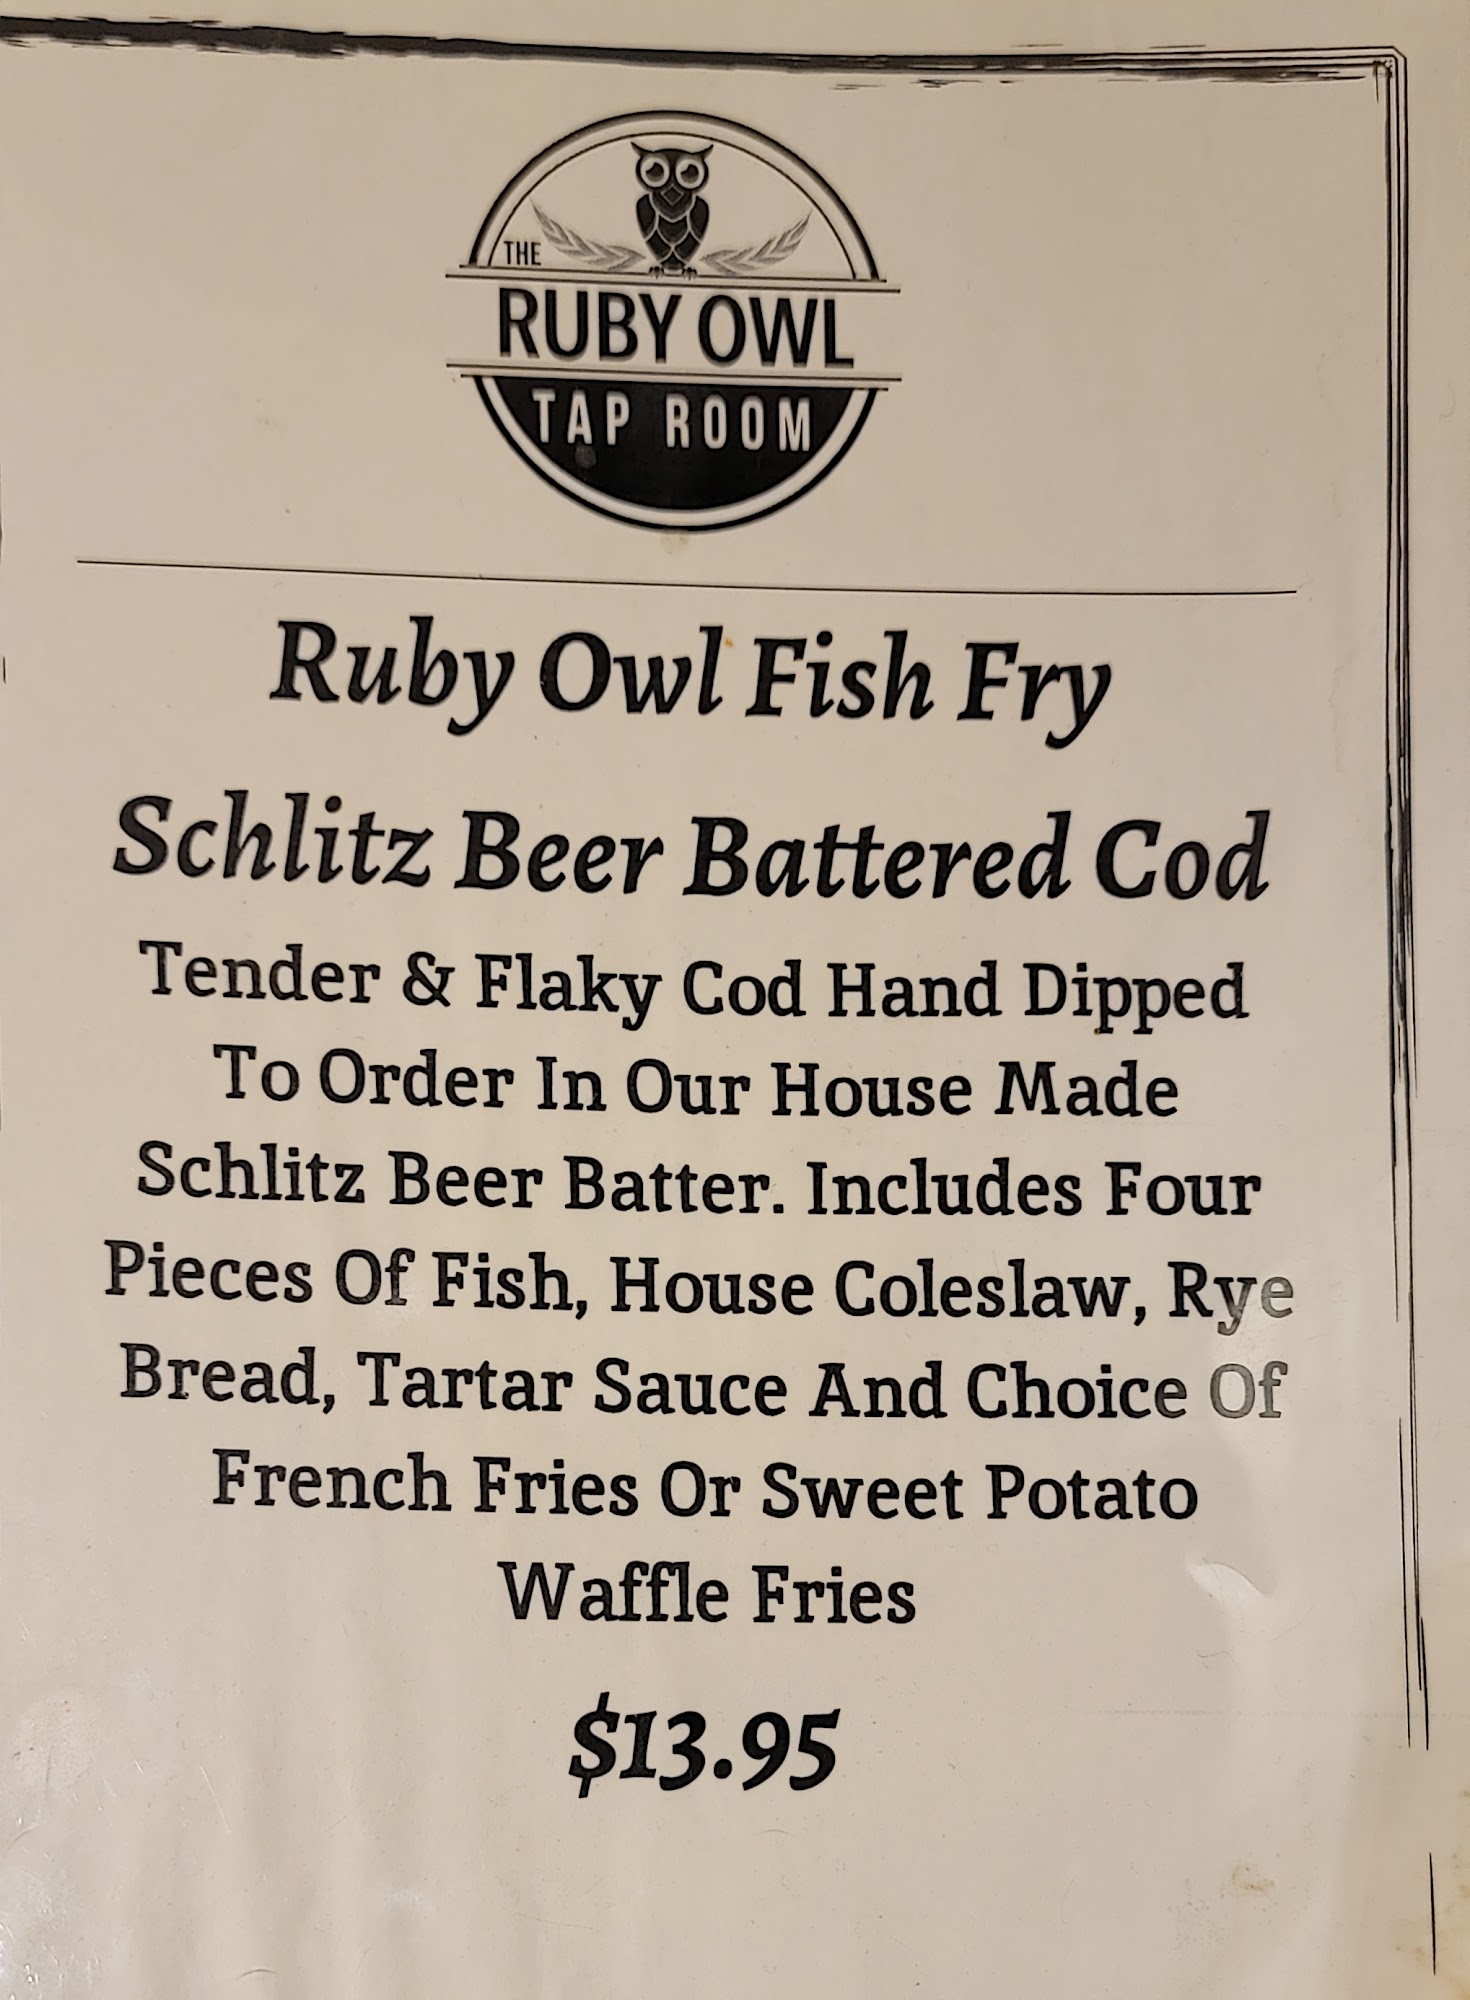 THE
RUBY OWL
TAP ROOM
Ruby Owl Fish Fry
Schlitz Beer Battered Cod
Tender & Flaky Cod Hand Dipped
To Order In Our House Made
Schlitz Beer Batter. Includes Four
Pieces Of Fish, House Coleslaw, Rye
Bread, Tartar Sauce And Choice Of
French Fries Or Sweet Potato
Waffle Fries
$13.95